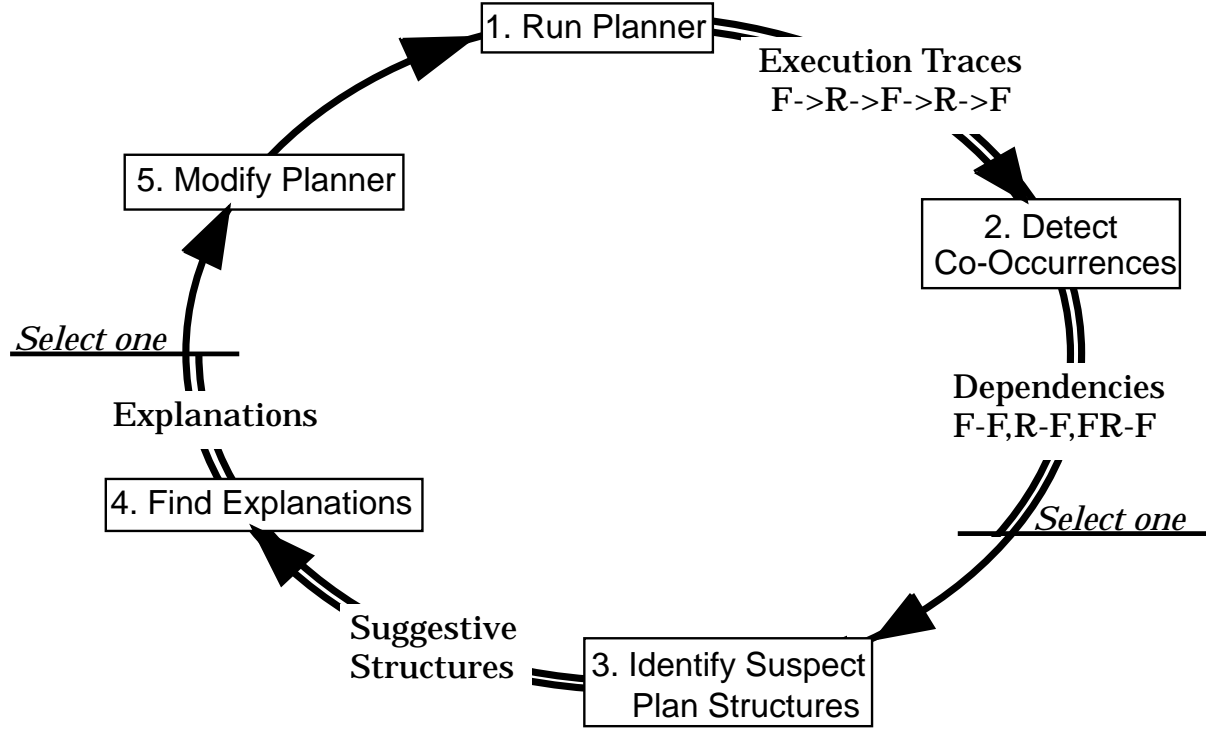 1. Run Planner
Execution Traces
F->R->F->R->F
2. Detect
Co-Occurrences
Dependencies
F-F,R-F,FR-F
Select one
3. Identify Suspect
Plan Structures
Suggestive
Structures
4. Find Explanations
Explanations
Select one
5. Modify Planner